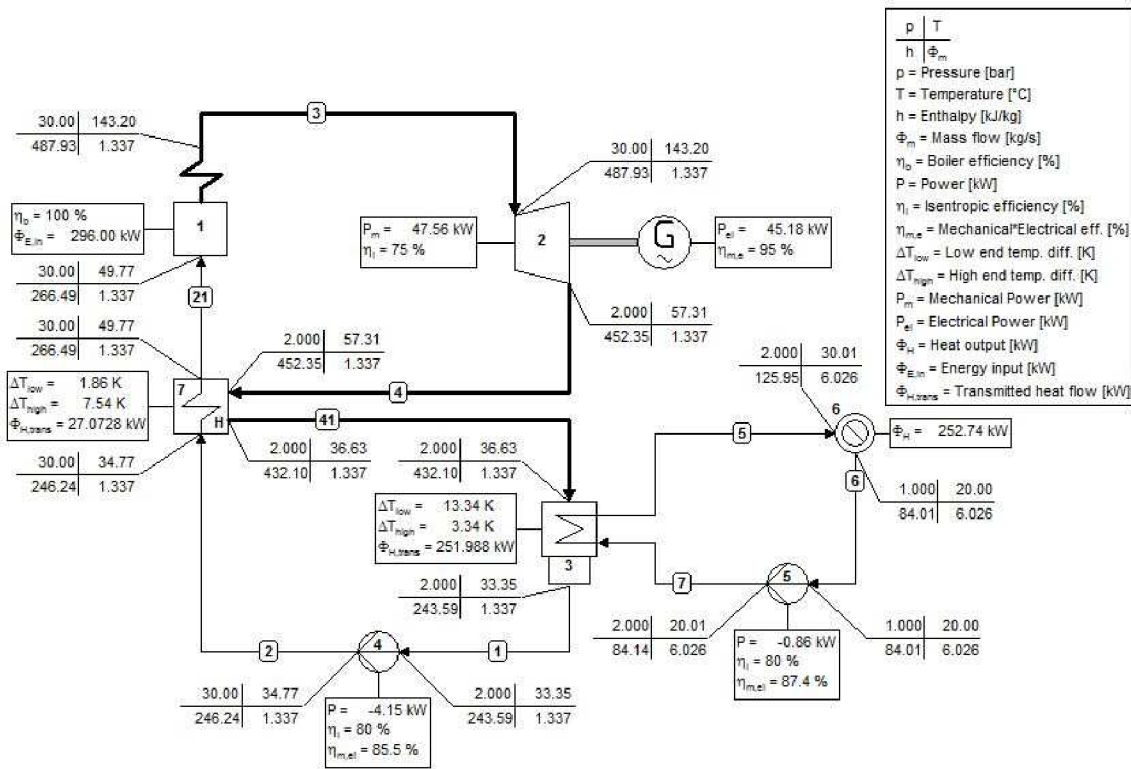 p | T
h | Φm
p = Pressure [bar]
T = Temperature [°C]
h = Enthalpy [kJ/kg]
Φm = Mass flow [kg/s]
ηb = Boiler efficiency [%]
P = Power [kW]
ηi = Isentropic efficiency [%]
ηm,e = Mechanical*Electrical eff. [%]
ΔTlow = Low end temp. diff. [K]
ΔThigh = High end temp. diff. [K]
Pm = Mechanical Power [kW]
Pel = Electrical Power [kW]
ΦH = Heat output [kW]
ΦE,in = Energy input [kW]
ΦH,trans = Transmitted heat flow [kW]
3
30.00 | 143.20
487.93 | 1.337
30.00 | 143.20
487.93 | 1.337
ηb = 100 %
ΦE,in = 296.00 kW
1
Pm = 47.56 kW
ηi = 75 %
2
G
~
Pel = 45.18 kW
ηm,e = 95 %
30.00 | 49.77
266.49 | 1.337
21
30.00 | 49.77
266.49 | 1.337
2.000 | 57.31
452.35 | 1.337
2.000 | 57.31
452.35 | 1.337
4
ΔTlow = 1.86 K
ΔThigh = 7.54 K
ΦH,trans = 27.0728 kW
7
H
41
2.000 | 30.01
125.95 | 6.026
6
5
ΦH = 252.74 kW
30.00 | 34.77
246.24 | 1.337
2.000 | 36.63
432.10 | 1.337
2.000 | 36.63
432.10 | 1.337
6
1.000 | 20.00
84.01 | 6.026
ΔTlow = 13.34 K
ΔThigh = 3.34 K
ΦH,trans = 251.988 kW
3
2.000 | 33.35
243.59 | 1.337
7
5
2.000 | 20.01
84.14 | 6.026
P = -0.86 kW
ηi = 80 %
ηm,el = 87.4 %
1.000 | 20.00
84.01 | 6.026
2
4
1
30.00 | 34.77
246.24 | 1.337
P = -4.15 kW
ηi = 80 %
ηm,el = 85.5 %
2.000 | 33.35
243.59 | 1.337